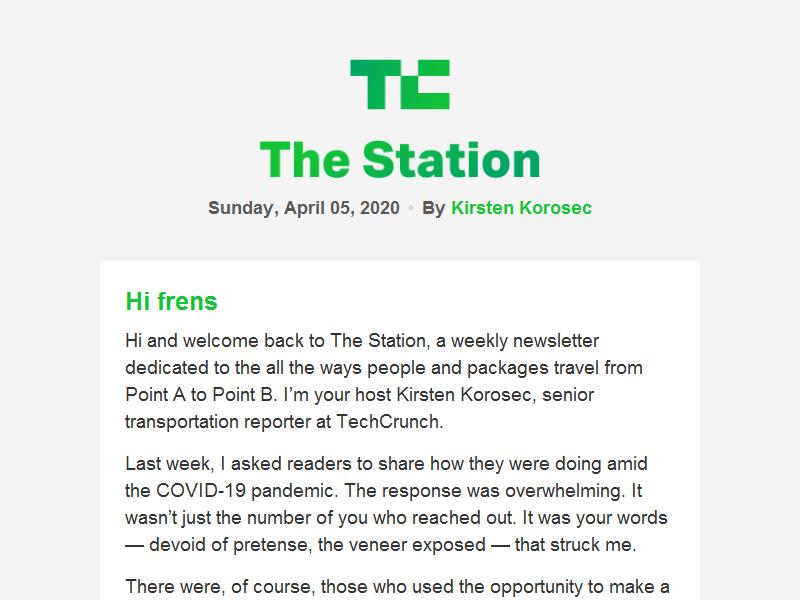 TC
The Station
Sunday, April 05, 2020 • By Kirsten Korosec
Hi frens
Hi and welcome back to The Station, a weekly newsletter
dedicated to the all the ways people and packages travel from
Point A to Point B. I’m your host Kirsten Korosec, senior
transportation reporter at TechCrunch.
Last week, I asked readers to share how they were doing amid
the COVID-19 pandemic. The response was overwhelming. It
wasn’t just the number of you who reached out. It was your words
— devoid of pretense, the veneer exposed — that struck me.
There were, of course, those who used the opportunity to make a